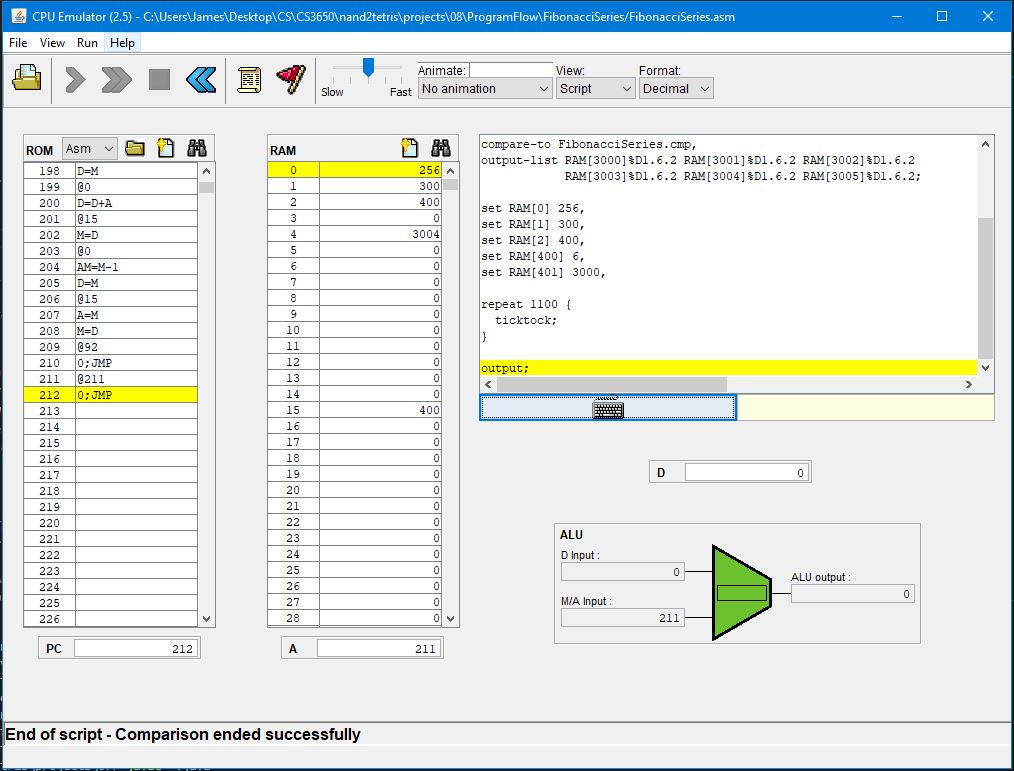 CPU Emulator (2.5) - C:\Users\James\Desktop\CS\CS3650\nand2tetris\projects\08\ProgramFlow\FibonacciSeries/FibonacciSeries.asm
File View Run Help
Animate: View: Format:
Slow Fast No animation Script Decimal
ROM Asm
198 D=M
199 @0
200 D=D+A
201 @15
202 M=D
203 @0
204 AM=M-1
205 D=M
206 @15
207 A=M
208 M=D
209 @92
210 0;JMP
211 @211
212 0;JMP
213
214
215
216
217
218
219
220
221
222
223
224
225
226
PC 212
RAM
0 256
1 300
2 400
3 0
4 3004
5 0
6 0
7 0
8 0
9 0
10 0
11 0
12 0
13 0
14 0
15 400
16 0
17 0
18 0
19 0
20 0
21 0
22 0
23 0
24 0
25 0
26 0
27 0
28 0
A 211
compare-to FibonacciSeries.cmp,
output-list RAM[3000]%D1.6.2 RAM[3001]%D1.6.2 RAM[3002]%D1.6.2
RAM[3003]%D1.6.2 RAM[3004]%D1.6.2 RAM[3005]%D1.6.2;
set RAM[0] 256,
set RAM[1] 300,
set RAM[2] 400,
set RAM[400] 6,
set RAM[401] 3000,
repeat 1100 {
ticktock;
}
output;
D 0
ALU
D Input :
0
M/A Input :
211
ALU output :
0
End of script - Comparison ended successfully